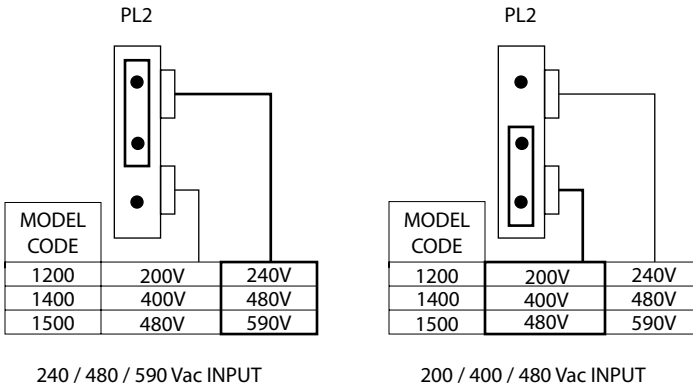 PL2
MODEL
CODE
1200 200V 240V
1400 400V 480V
1500 480V 590V
240 / 480 / 590 Vac INPUT
PL2
MODEL
CODE
1200 200V 240V
1400 400V 480V
1500 480V 590V
200 / 400 / 480 Vac INPUT